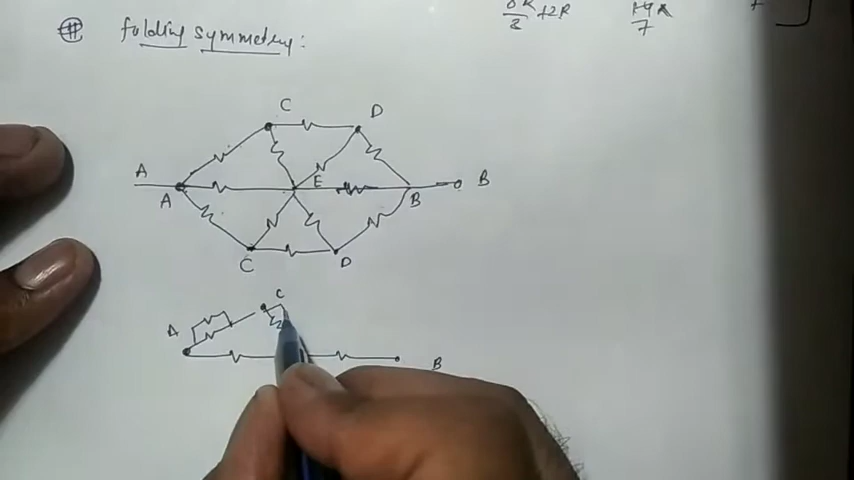 # folding symmetry:
C D
A E B
A B
C D
C
A
B